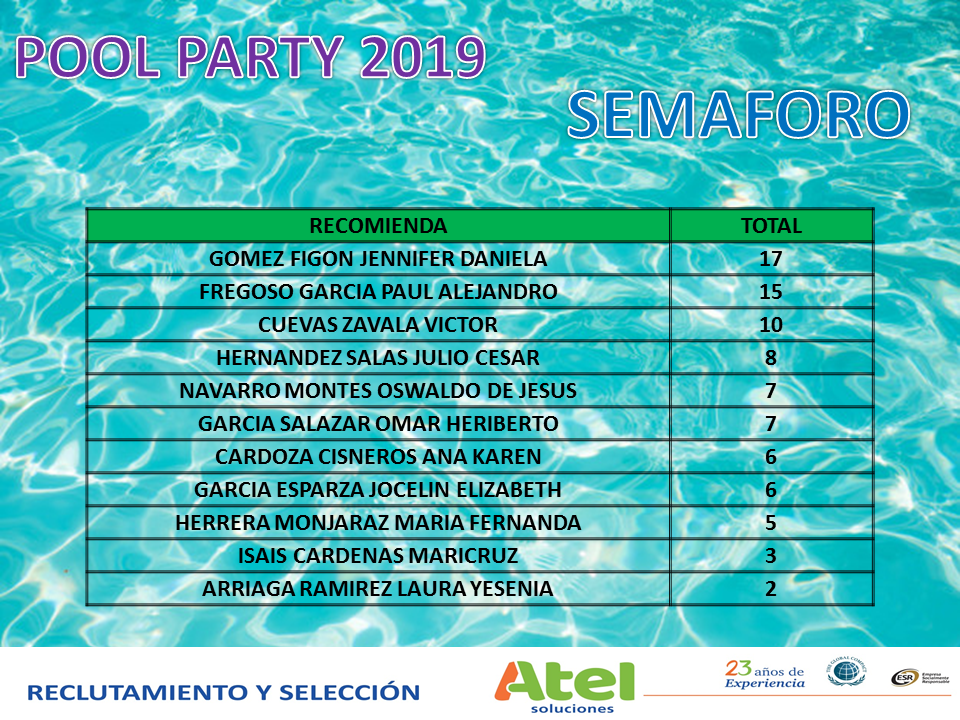 POOL PARTY 2019
SEMAFORO
RECOMIENDA TOTAL
GOMEZ FIGON JENNIFER DANIELA 17
FREGOSO GARCIA PAUL ALEJANDRO 15
CUEVAS ZAVALA VICTOR 10
HERNANDEZ SALAS JULIO CESAR 8
NAVARRO MONTES OSWALDO DE JESUS 7
GARCIA SALAZAR OMAR HERIBERTO 7
CARDOZA CISNEROS ANA KAREN 6
GARCIA ESPARZA JOCELIN ELIZABETH 6
HERRERA MONJARAZ MARIA FERNANDA 5
ISAIS CARDENAS MARICRUZ 3
ARRIAGA RAMIREZ LAURA YESENIA 2
RECLUTAMIENTO Y SELECCIÓN
Atel
soluciones
23 años de
Experiencia
THE GLOBAL COMPACT
ESR
Empresa
Socialmente
Responsable